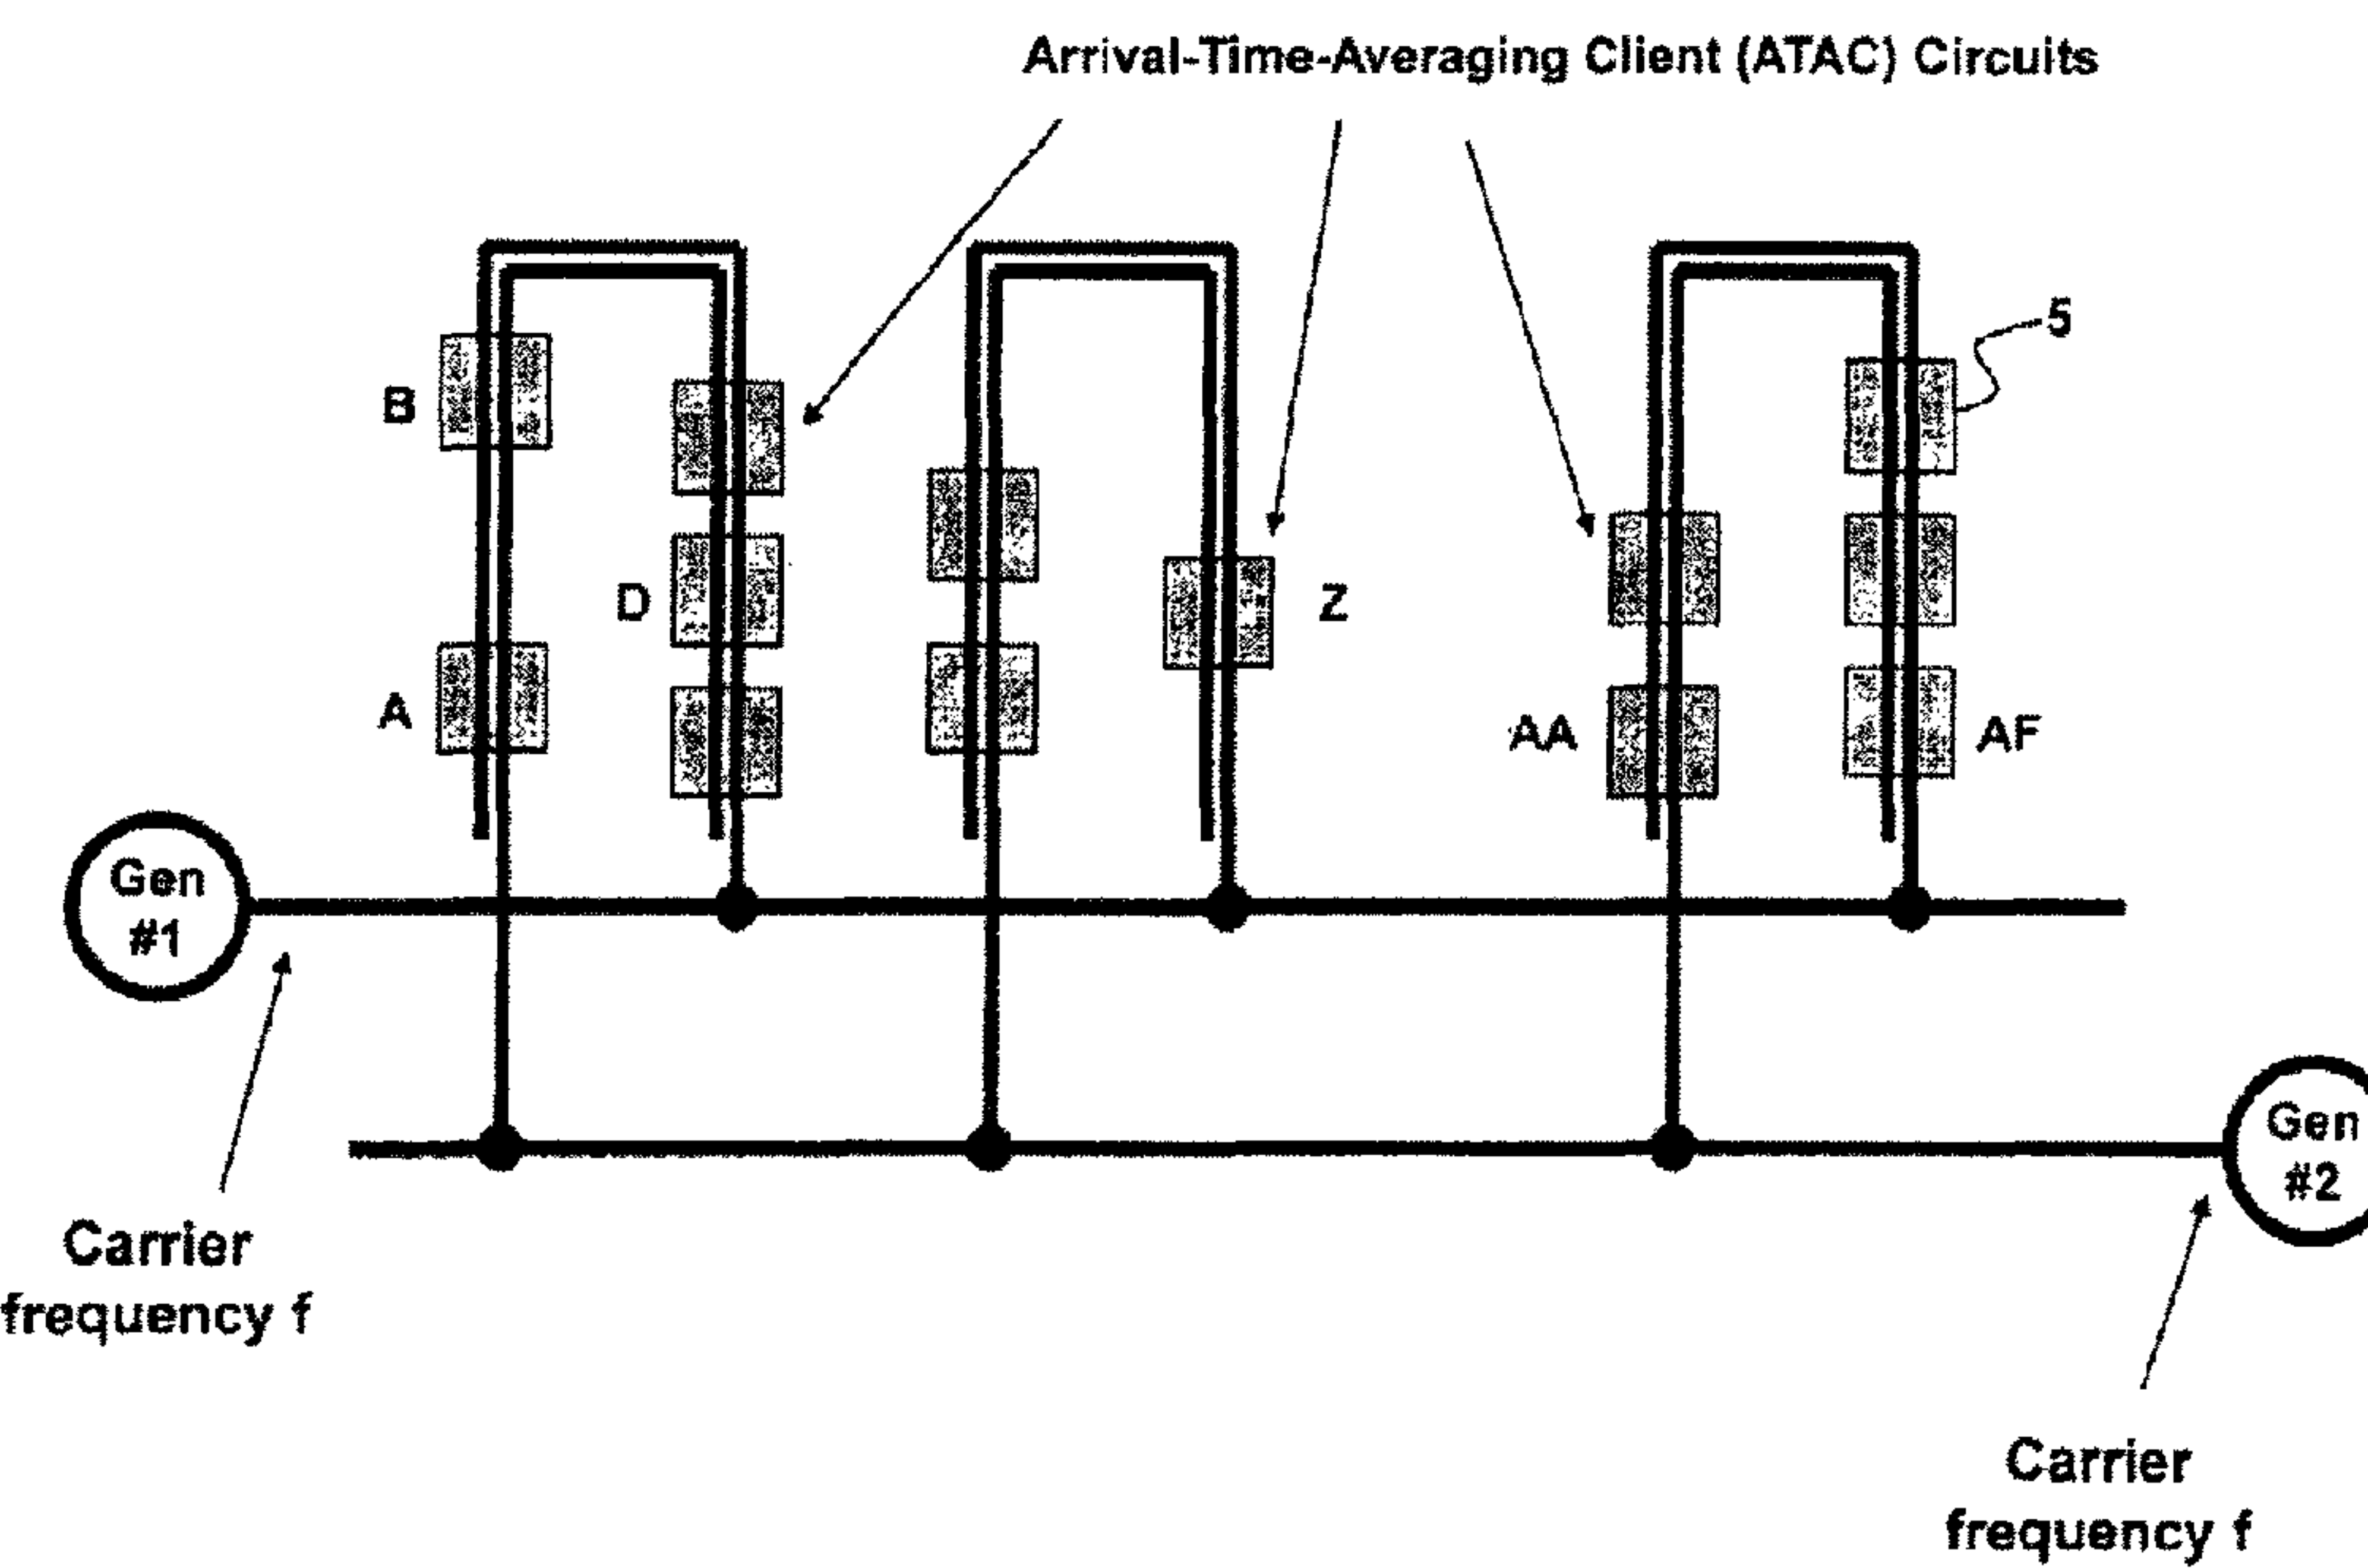 Arrival-Time-Averaging Client (ATAC) Circuits
5
B
D
Z
A
AA
AF
Gen
#1
Gen
#2
Carrier
frequency f
Carrier
frequency f